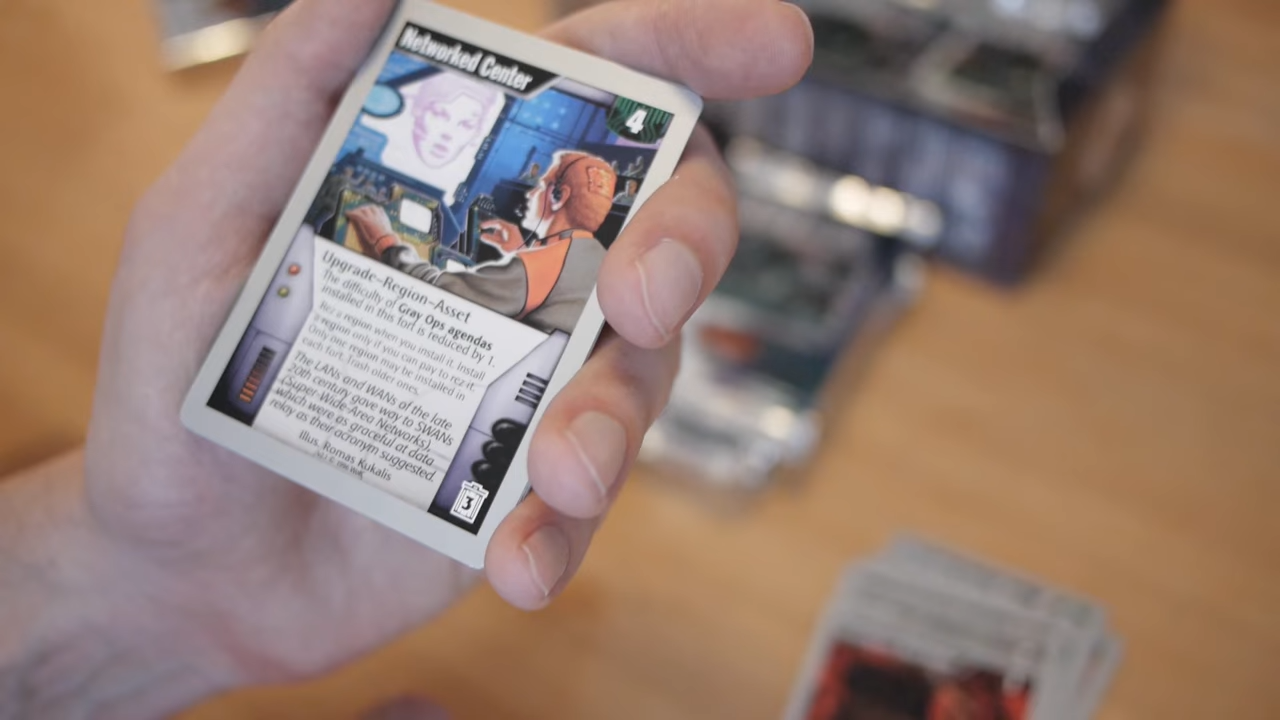 Networked Center
4
Upgrade–Region–Asset
The difficulty of Gray Ops agendas
installed in this fort is reduced by 1.
Rez a region when you install it. Install
a region only if you can pay to rez it.
Only one region may be installed in
each fort. Trash older ones.
The LANs and WANs of the late
20th century gave way to SWANs
(Super-Wide-Area Networks),
which were as graceful at data
relay as their acronym suggested.
Illus. Romas Kukalis
3